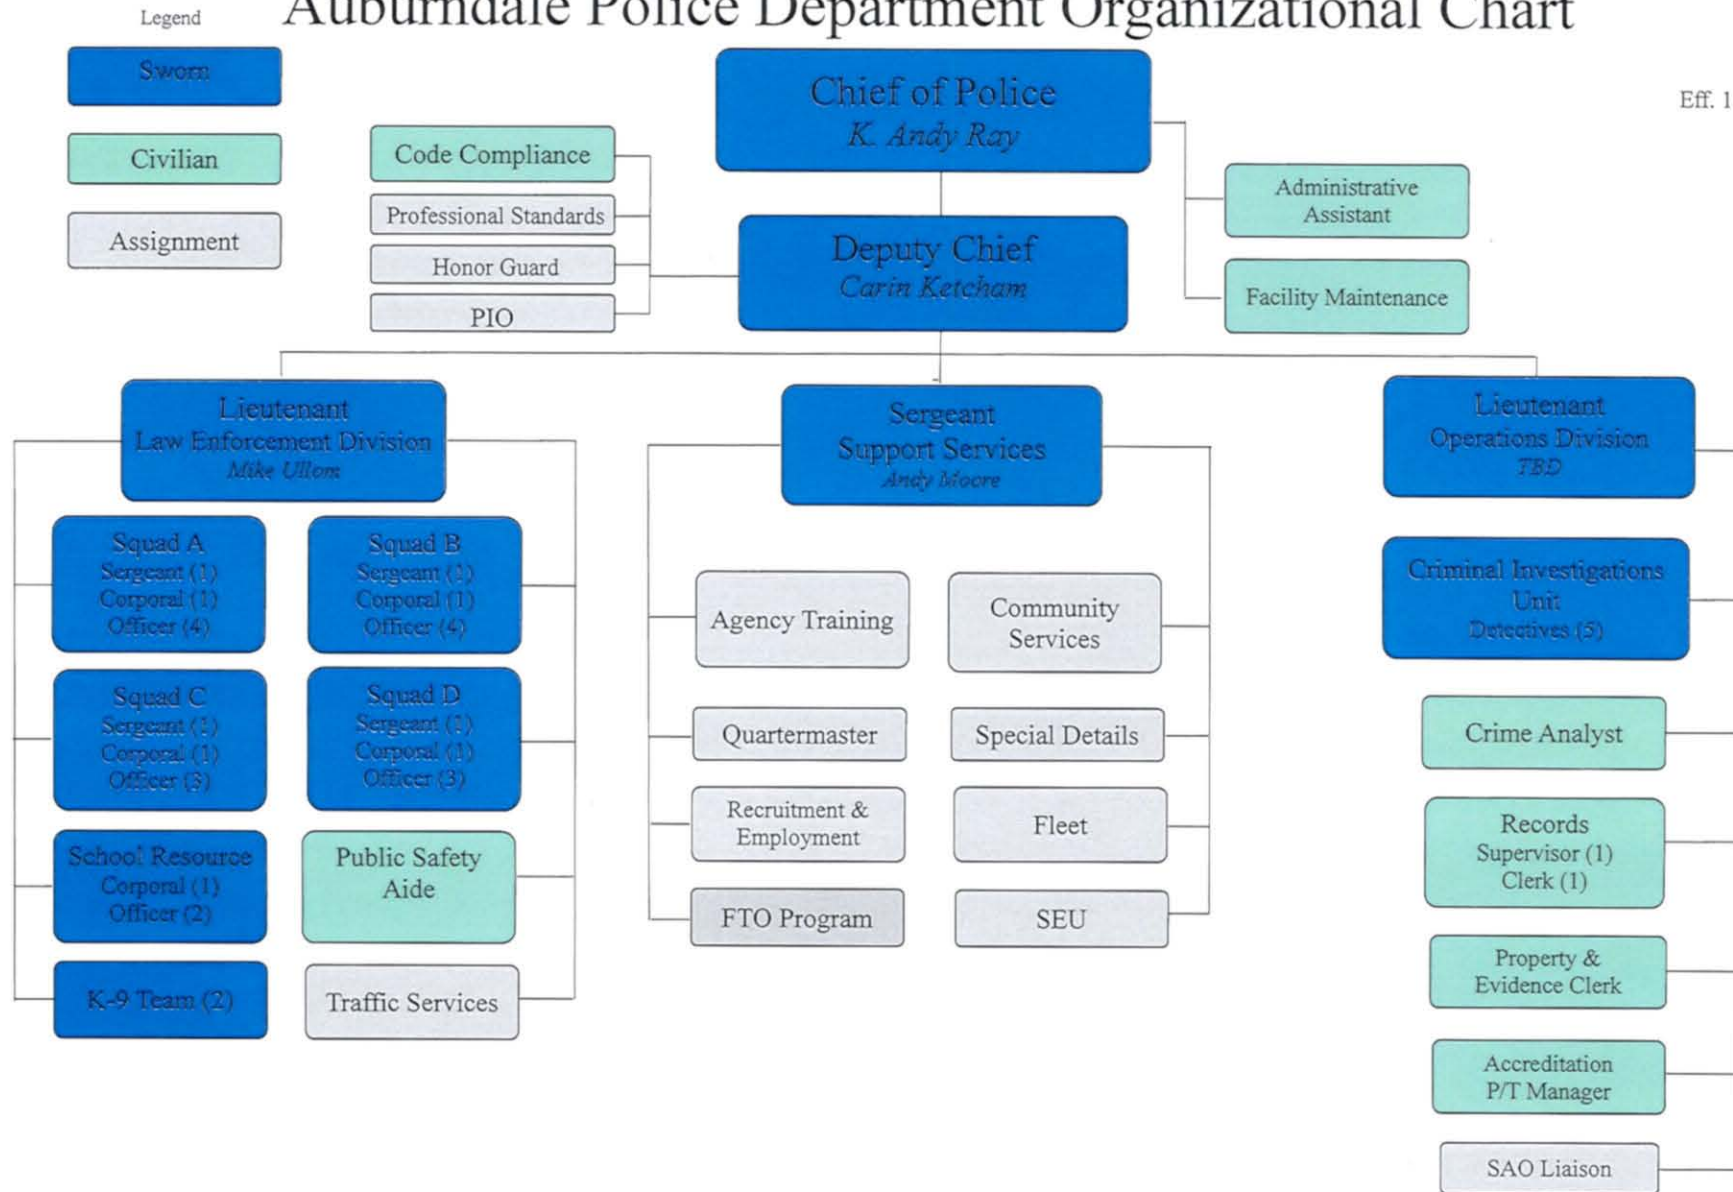 Legend
Auburndale Police Department Organizational Chart
Sworn
Civilian
Assignment
Eff. 1
Chief of Police
K. Andy Ray
Code Compliance
Professional Standards
Honor Guard
PIO
Deputy Chief
Carin Ketcham
Administrative
Assistant
Facility Maintenance
Lieutenant
Law Enforcement Division
Mike Ullom
Squad A
Sergeant (1)
Corporal (1)
Officer (4)
Squad B
Sergeant (1)
Corporal (1)
Officer (4)
Squad C
Sergeant (1)
Corporal (1)
Officer (3)
Squad D
Sergeant (1)
Corporal (1)
Officer (3)
School Resource
Corporal (1)
Officer (2)
Public Safety
Aide
K-9 Team (2)
Traffic Services
Sergeant
Support Services
Andy Moore
Agency Training
Community
Services
Quartermaster
Special Details
Recruitment &
Employment
Fleet
FTO Program
SEU
Lieutenant
Operations Division
TBD
Criminal Investigations
Unit
Detectives (5)
Crime Analyst
Records
Supervisor (1)
Clerk (1)
Property &
Evidence Clerk
Accreditation
P/T Manager
SAO Liaison